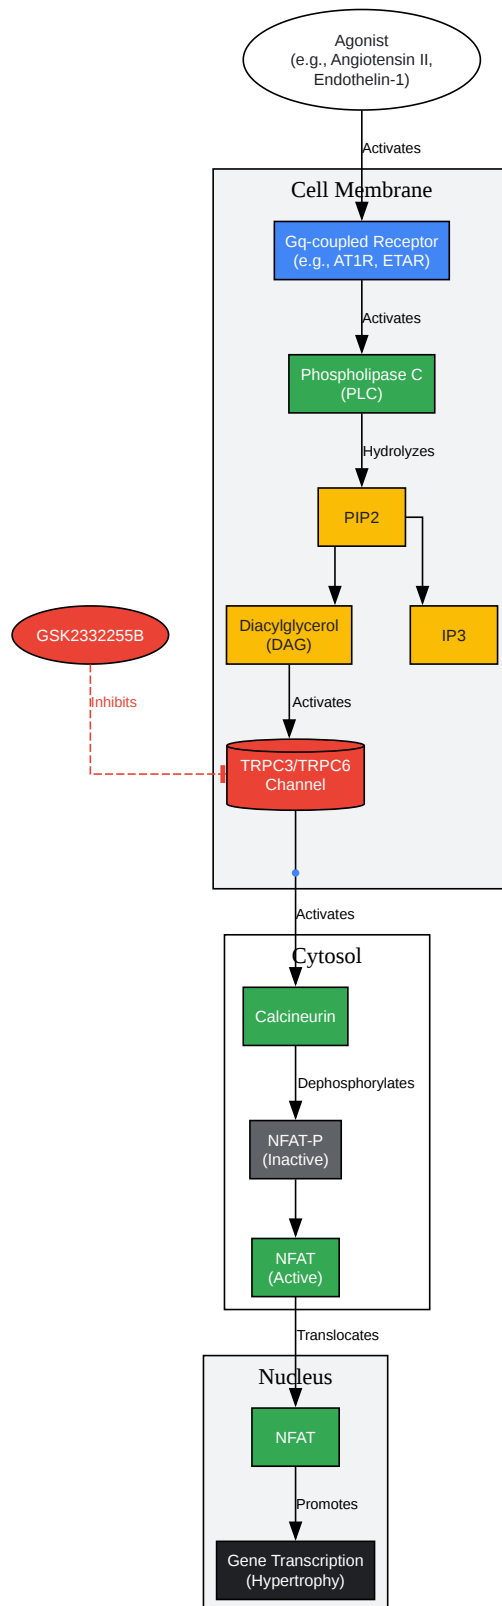 Agonist
(e.g., Angiotensin II,
Endothelin-1)
Activates
Cell Membrane
Gq-coupled Receptor
(e.g., AT1R, ETAR)
Activates
Phospholipase C
(PLC)
Hydrolyzes
PIP2
GSK2332255B
Diacylglycerol
(DAG)
IP3
Inhibits
Activates
TRPC3/TRPC6
Channel
Activates
Cytosol
Calcineurin
Dephosphorylates
NFAT-P
(Inactive)
NFAT
(Active)
Translocates
Nucleus
NFAT
Promotes
Gene Transcription
(Hypertrophy)